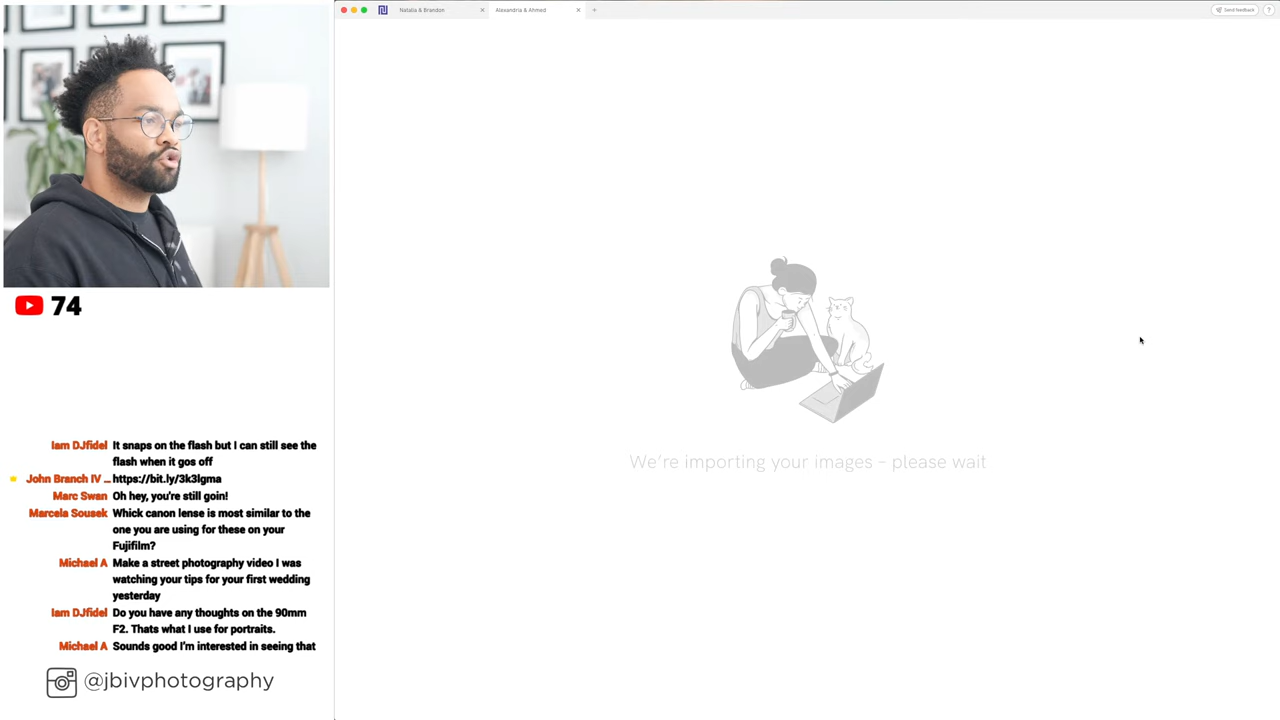 Natalia & Brandon
Alexandria & Ahmed
Send feedback
?
74
We're importing your images - please wait
Iam DJfidel It snaps on the flash but I can still see the
flash when it gos off
John Branch IV ... https://bit.ly/3k3lgma
Marc Swan Oh hey, you're still goin!
Marcela Sousek Whick canon lense is most similar to the
one you are using for these on your
Fujifilm?
Michael A Make a street photography video I was
watching your tips for your first wedding
yesterday
Iam DJfidel Do you have any thoughts on the 90mm
F2. Thats what I use for portraits.
Michael A Sounds good I'm interested in seeing that
@jbivphotography